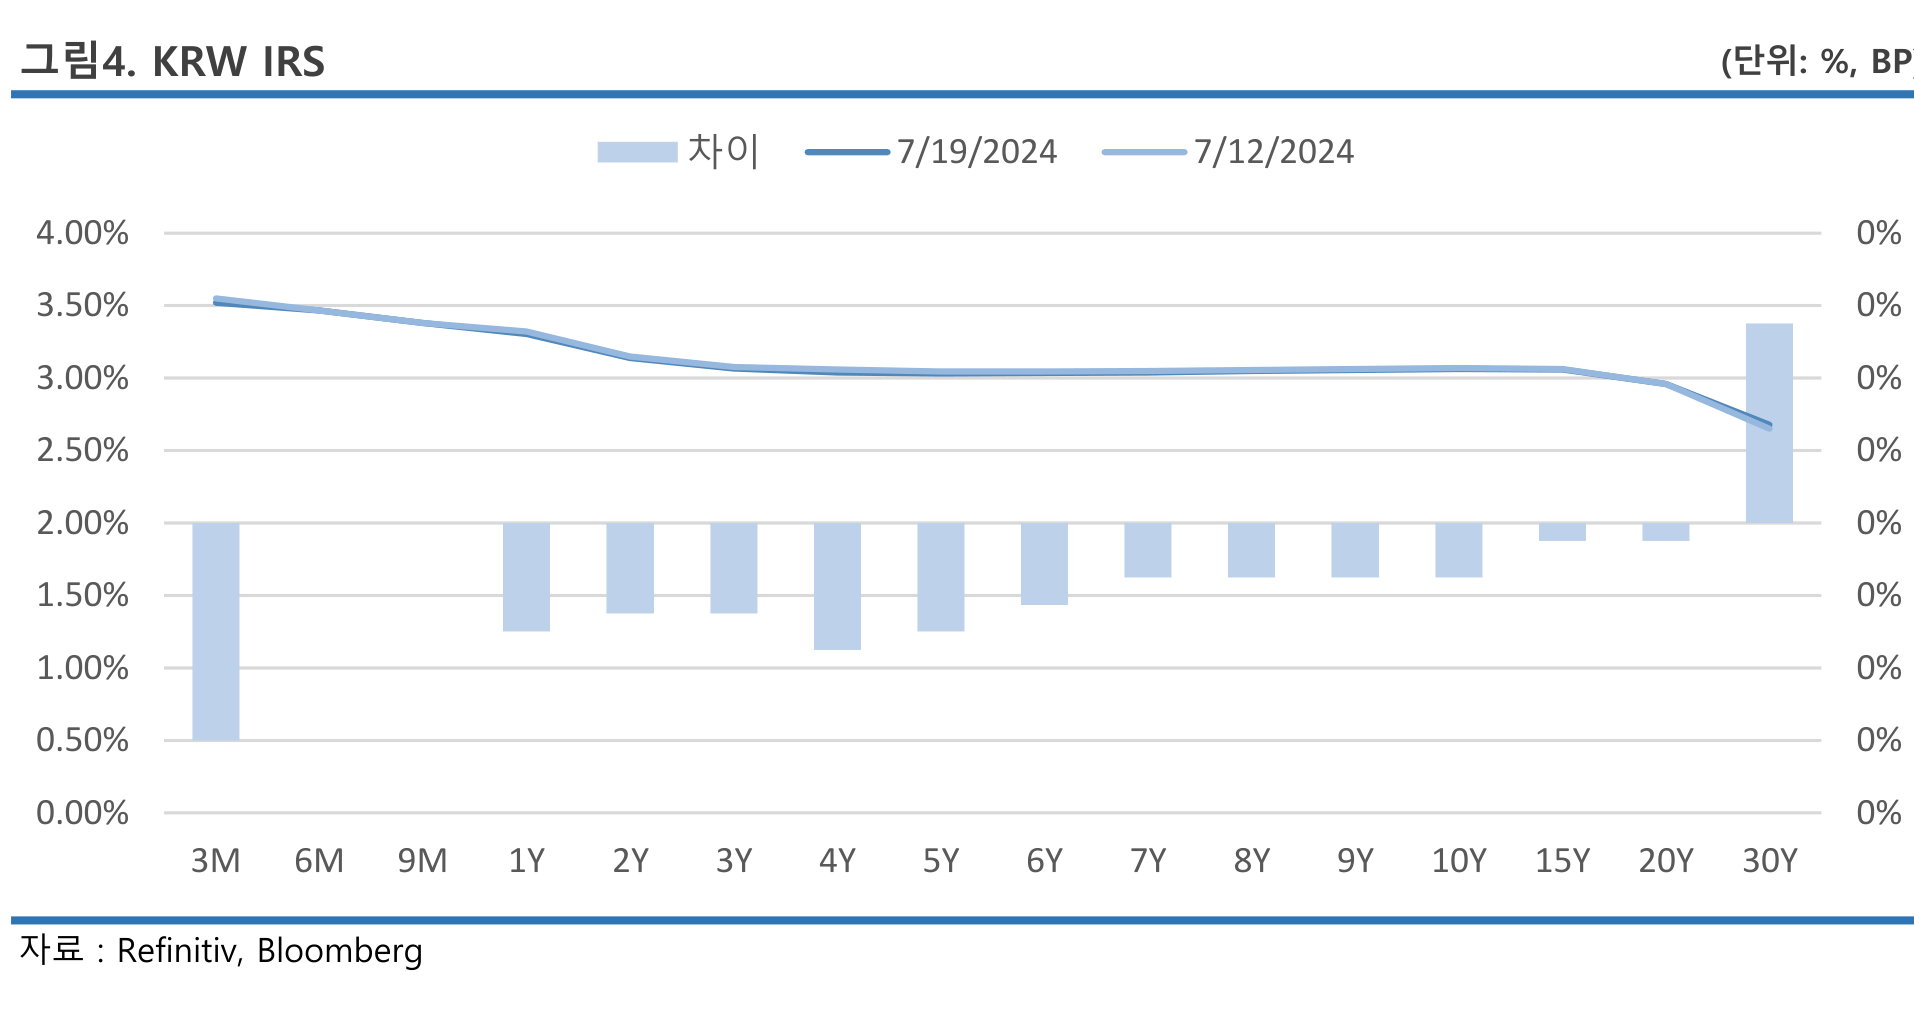 그림4. KRW IRS (단위: %, BP)
차이 7/19/2024 7/12/2024
4.00% 0%
3.50% 0%
3.00% 0%
2.50% 0%
2.00% 0%
1.50% 0%
1.00% 0%
0.50% 0%
0.00% 0%
3M 6M 9M 1Y 2Y 3Y 4Y 5Y 6Y 7Y 8Y 9Y 10Y 15Y 20Y 30Y
자료 : Refinitiv, Bloomberg